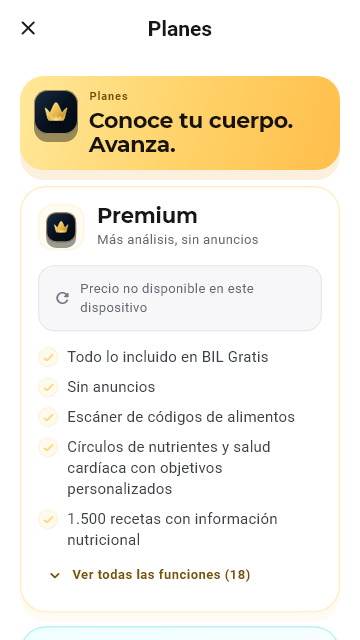 Planes
Planes
Conoce tu cuerpo.
Avanza.
Premium
Más análisis, sin anuncios
Precio no disponible en este
dispositivo
Todo lo incluido en BIL Gratis
Sin anuncios
Escáner de códigos de alimentos
Círculos de nutrientes y salud
cardíaca con objetivos
personalizados
1.500 recetas con información
nutricional
Ver todas las funciones (18)